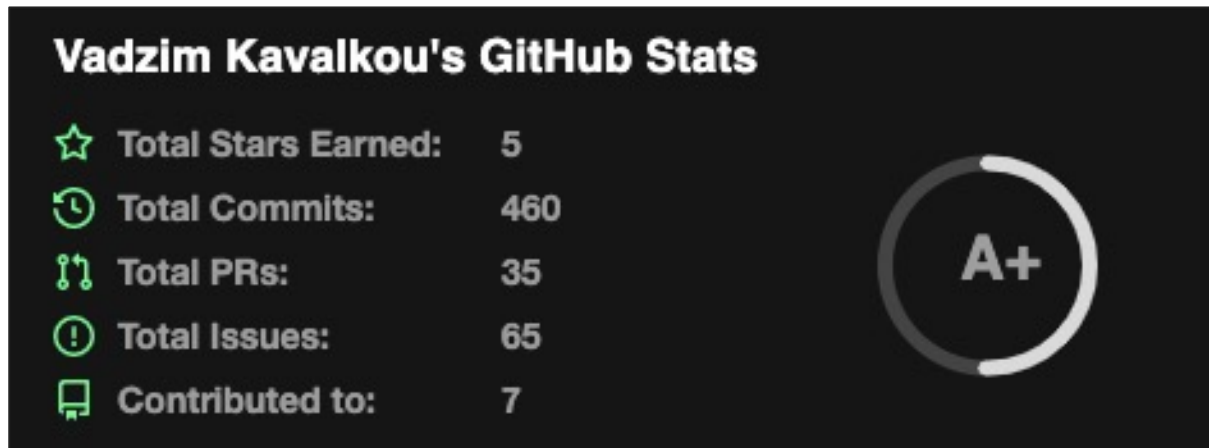 Vadzim Kavalkou's GitHub Stats
Total Stars Earned: 5
Total Commits: 460
Total PRs: 35
Total Issues: 65
Contributed to: 7
A+